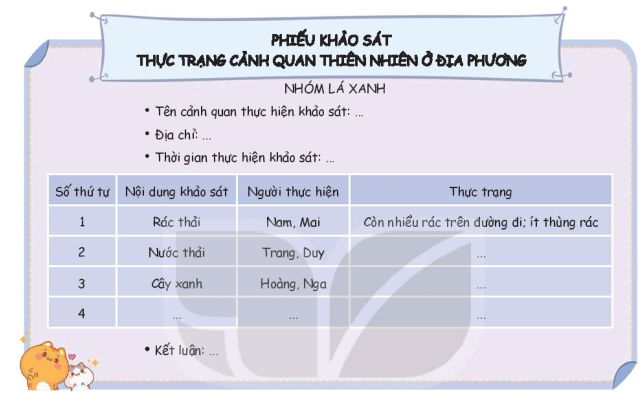 PHIẾU KHẢO SÁT
THỰC TRẠNG CẢNH QUAN THIÊN NHIÊN Ở ĐỊA PHƯƠNG
NHÓM LÁ XANH
• Tên cảnh quan thực hiện khảo sát: ...
• Địa chỉ: ...
• Thời gian thực hiện khảo sát: ...
Số thứ tự Nội dung khảo sát Người thực hiện Thực trạng
1 Rác thải Nam, Mai Còn nhiều rác trên đường đi; ít thùng rác
2 Nước thải Trang, Duy ...
3 Cây xanh Hoàng, Nga ...
4 ... ... ...
• Kết luận: ...